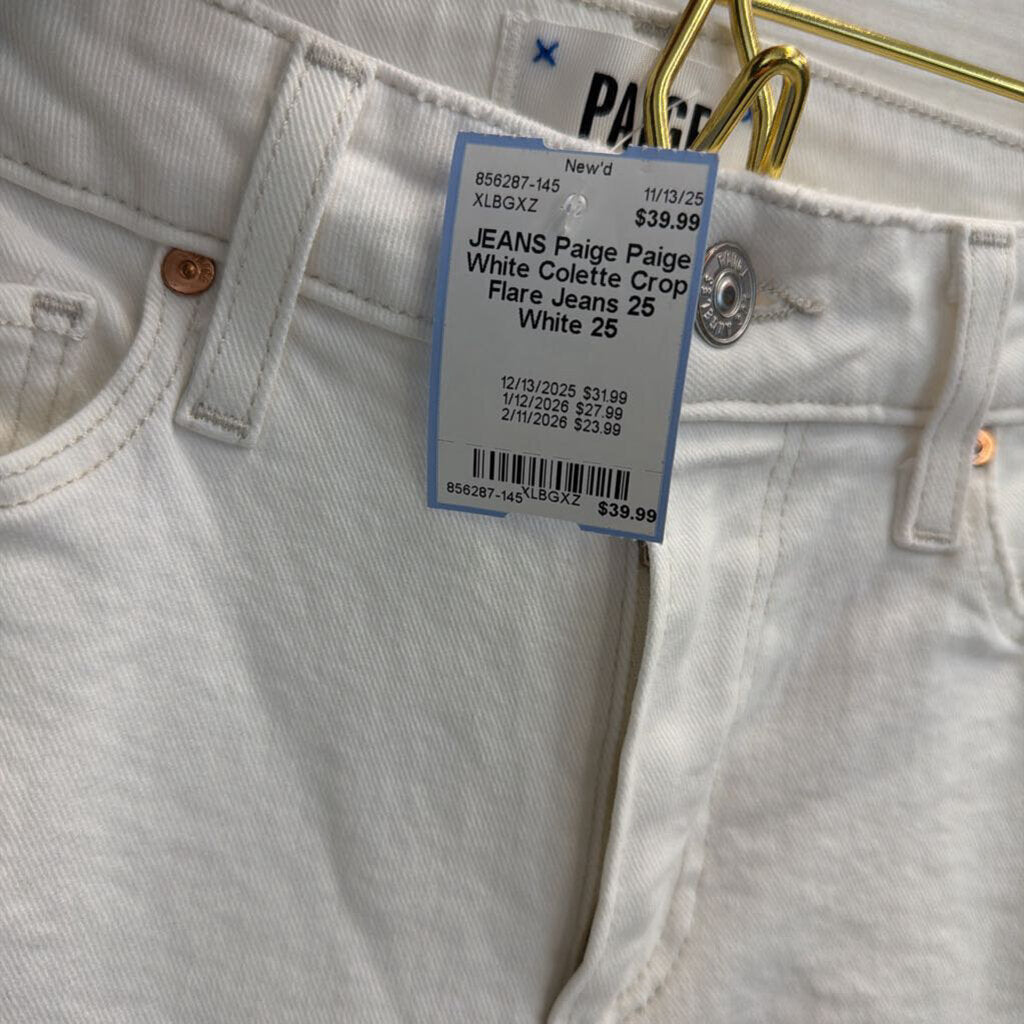 PAIGE
New'd
856287-145 11/13/25
XLBGXZ $39.99
JEANS Paige Paige
White Colette Crop
Flare Jeans 25
White 25
12/13/2025 $31.99
1/12/2026 $27.99
2/11/2026 $23.99
856287-145 XLBGXZ $39.99